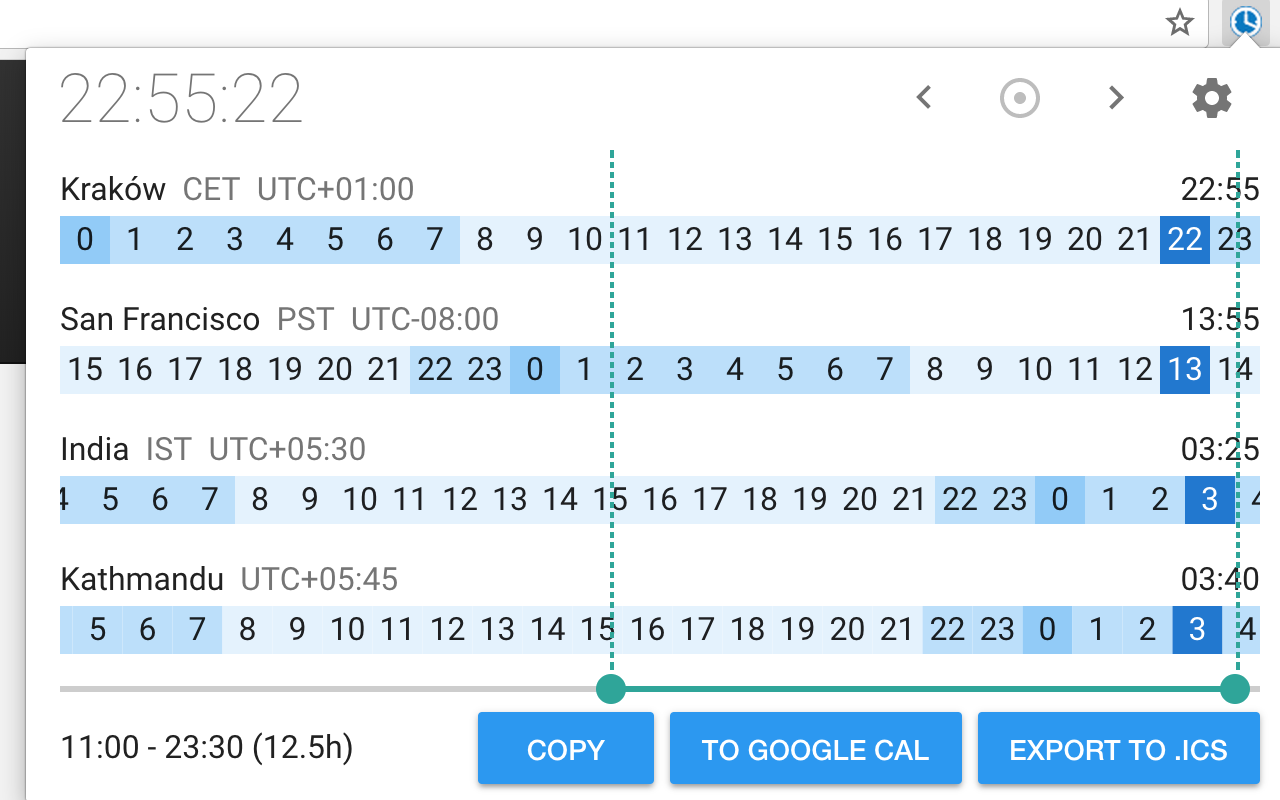 22:55:22
Kraków CET UTC+01:00 22:55
0 1 2 3 4 5 6 7 8 9 10 11 12 13 14 15 16 17 18 19 20 21 22 23
San Francisco PST UTC-08:00 13:55
15 16 17 18 19 20 21 22 23 0 1 2 3 4 5 6 7 8 9 10 11 12 13 14
India IST UTC+05:30 03:25
4 5 6 7 8 9 10 11 12 13 14 15 16 17 18 19 20 21 22 23 0 1 2 3 4
Kathmandu UTC+05:45 03:40
5 6 7 8 9 10 11 12 13 14 15 16 17 18 19 20 21 22 23 0 1 2 3 4
11:00 - 23:30 (12.5h) COPY TO GOOGLE CAL EXPORT TO .ICS